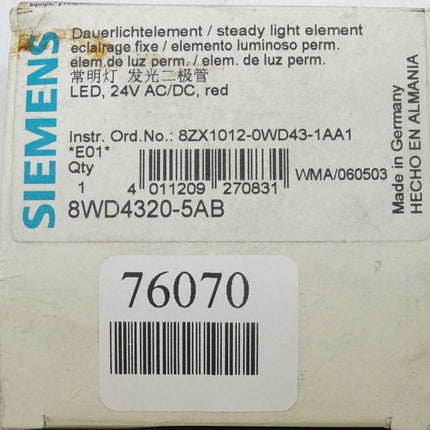 SIEMENS
Dauerlichtelement / steady light element
eclairage fixe / elemento luminoso perm.
elem.de luz perm. / elem. de luz perm.
常明灯 发光二极管
LED, 24V AC/DC, red
Instr. Ord.No.: 8ZX1012-0WD43-1AA1
*E01*
Qty
1
4 011209 270831
WMA/060503
8WD4320-5AB
Made in Germany
HECHO EN ALMANIA
76070